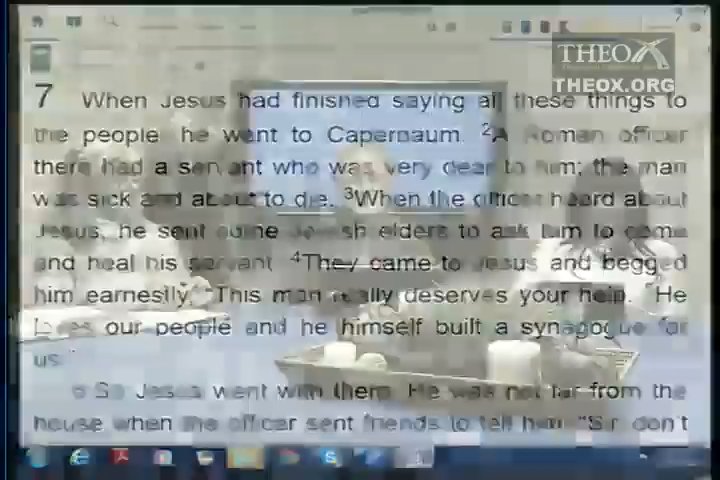 THEOX
THEOX.ORG
7 When Jesus had finished saying all these things to
the people, he went to Capernaum. 2A Roman officer
there had a servant who was very dear to him; the man
was sick and about to die. 3When the officer heard about
Jesus, he sent some Jewish elders to ask him to come
and heal his servant. 4They came to Jesus and begged
him earnestly, "This man really deserves your help. 5He
loves our people and he himself built a synagogue for
us."
6 So Jesus went with them. He was not far from the
house when the officer sent friends to tell him, "Sir, don't